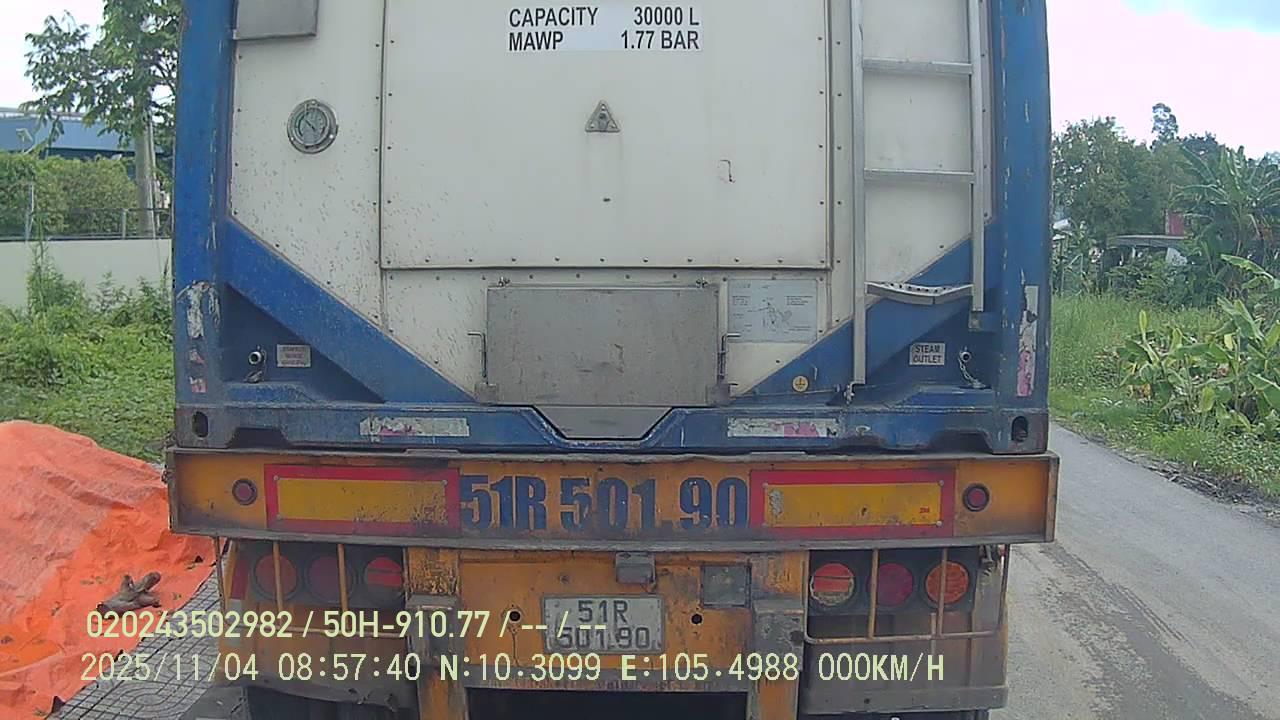 CAPACITY 30000 L
MAWP 1.77 BAR
STEAM
OUTLET
51R 501.90
51R
501.90
020243502982 / 50H-910.77 / -- / --
2025/11/04 08:57:40 N:10.3099 E:105.4988 000KM/H